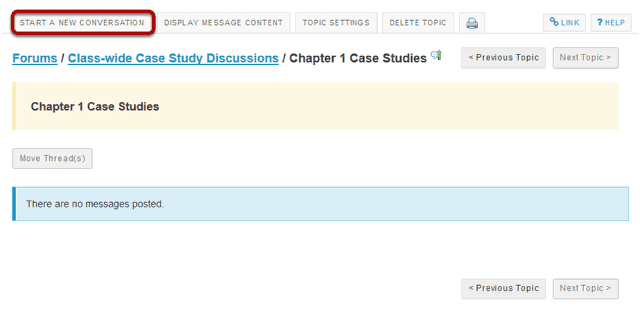 START A NEW CONVERSATION DISPLAY MESSAGE CONTENT TOPIC SETTINGS DELETE TOPIC LINK ? HELP
Forums / Class-wide Case Study Discussions / Chapter 1 Case Studies < Previous Topic Next Topic >
Chapter 1 Case Studies
Move Thread(s)
There are no messages posted.
< Previous Topic Next Topic >